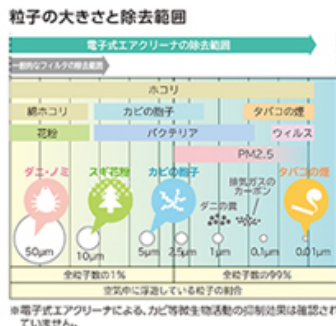 粒子の大きさと除去範囲
電子式エアクリーナの除去範囲
一般的なフィルタの除去範囲
ホコリ
綿ホコリ カビの胞子 タバコの煙
花粉 バクテリア ウィルス
PM2.5
ダニ・ノミ スギ花粉 カビの胞子 ダニの糞 排気ガスのカーボン タバコの煙
50μm 10μm 5μm 2.5μm 1μm 0.1μm 0.01μm
全粒子数の1% 全粒子数の99%
空気中に浮遊している粒子の割合
※電子式エアクリーナによる、カビ等微生物活動の抑制効果は確認され
ていません。